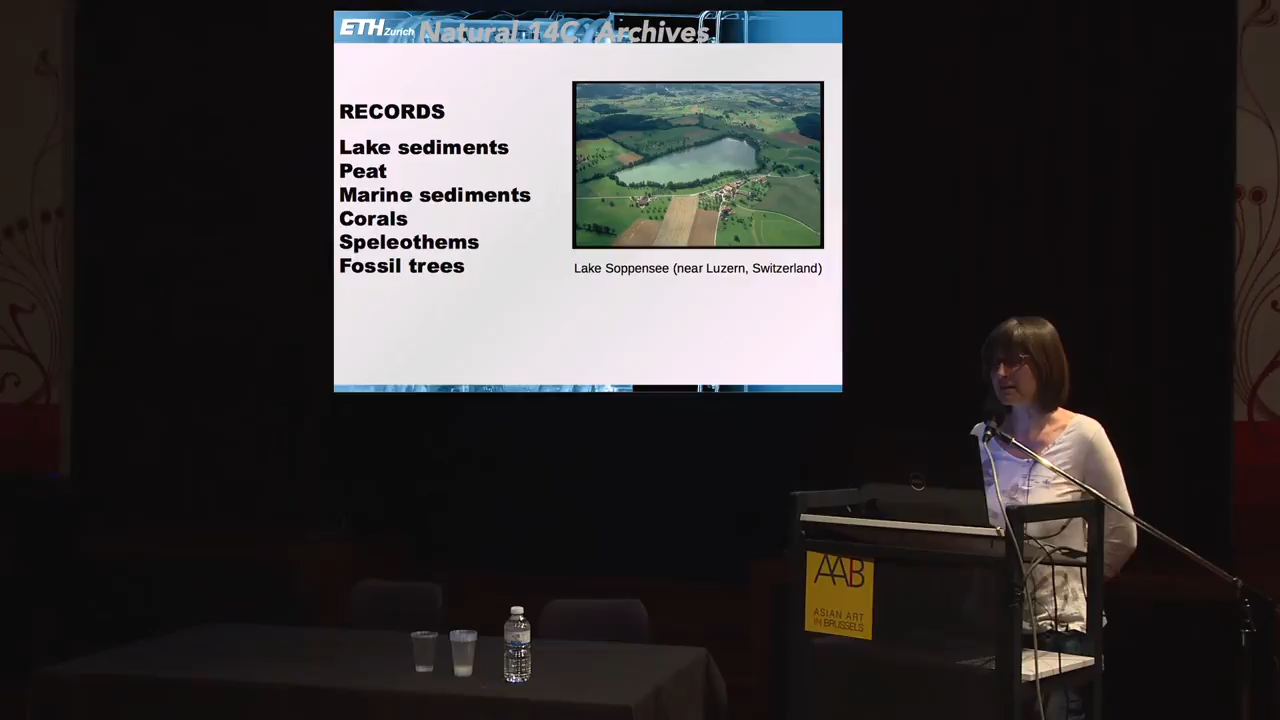 ETH Zurich Natural 14C Archives
RECORDS
Lake sediments
Peat
Marine sediments
Corals
Speleothems
Fossil trees
Lake Soppensee (near Luzern, Switzerland)
AAB
ASIAN ART
IN BRUSSELS